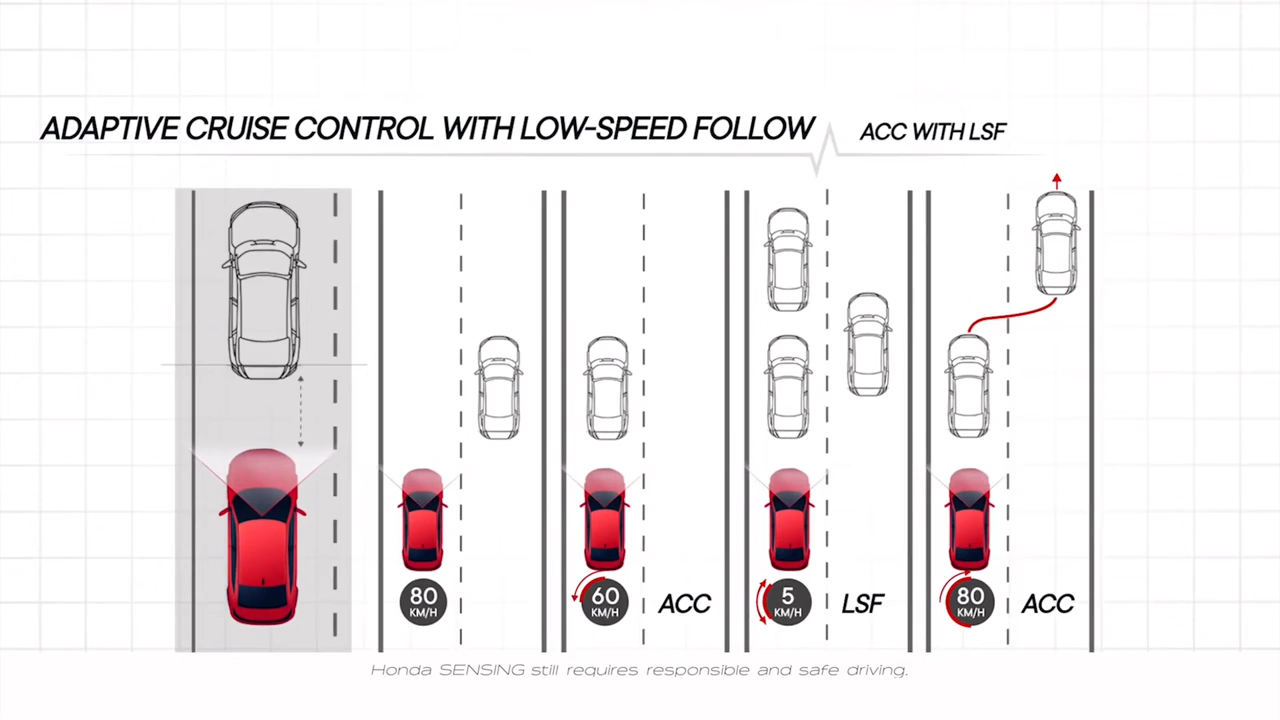 ADAPTIVE CRUISE CONTROL WITH LOW-SPEED FOLLOW
ACC WITH LSF
80
KM/H
60
KM/H
ACC
5
KM/H
LSF
80
KM/H
ACC
Honda SENSING still requires responsible and safe driving.